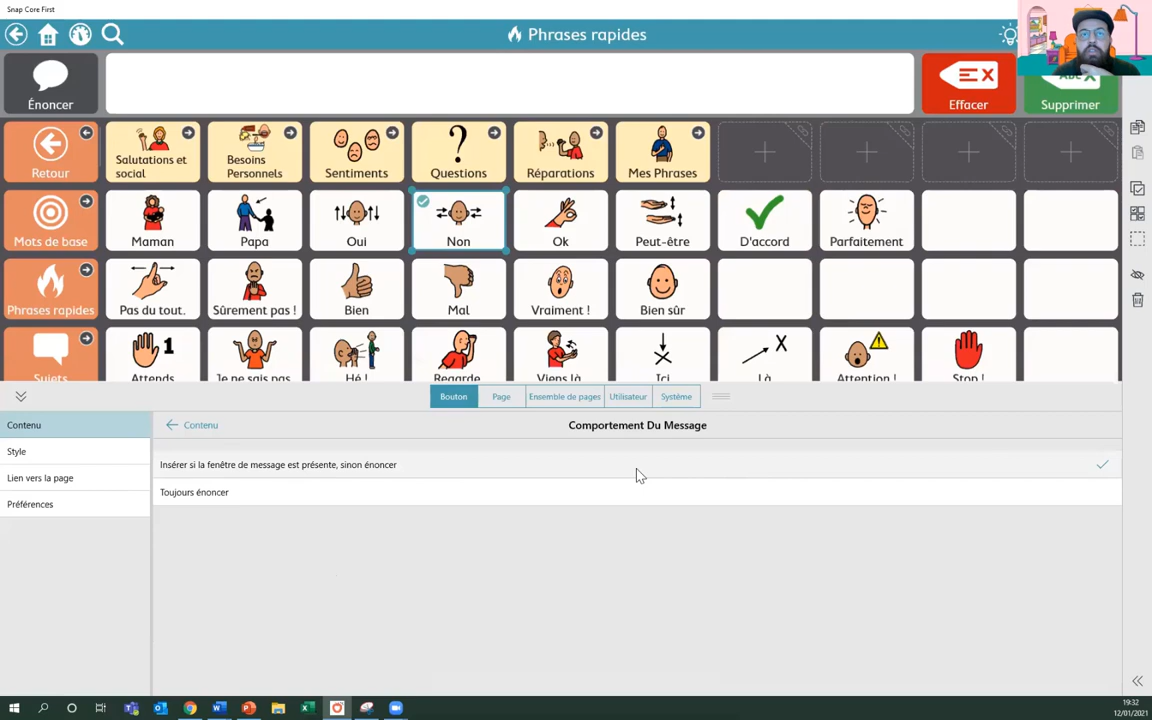 Snap Core First
Phrases rapides
Énoncer
Effacer
Supprimer
Retour
Salutations et social
Besoins Personnels
Sentiments
Questions
Réparations
Mes Phrases
Mots de base
Maman
Papa
Oui
Non
Ok
Peut-être
D'accord
Parfaitement
Phrases rapides
Pas du tout.
Sûrement pas !
Bien
Mal
Vraiment !
Bien sûr
Sujets
Attends
1
Je ne sais pas
Hé !
Regarde
Viens là
Ici
Là
Attention !
Stop !
Bouton
Page
Ensemble de pages
Utilisateur
Système
Contenu
Contenu
Comportement Du Message
Style
Insérer si la fenêtre de message est présente, sinon énoncer
Lien vers la page
Toujours énoncer
Préférences
19:32
12/01/2021